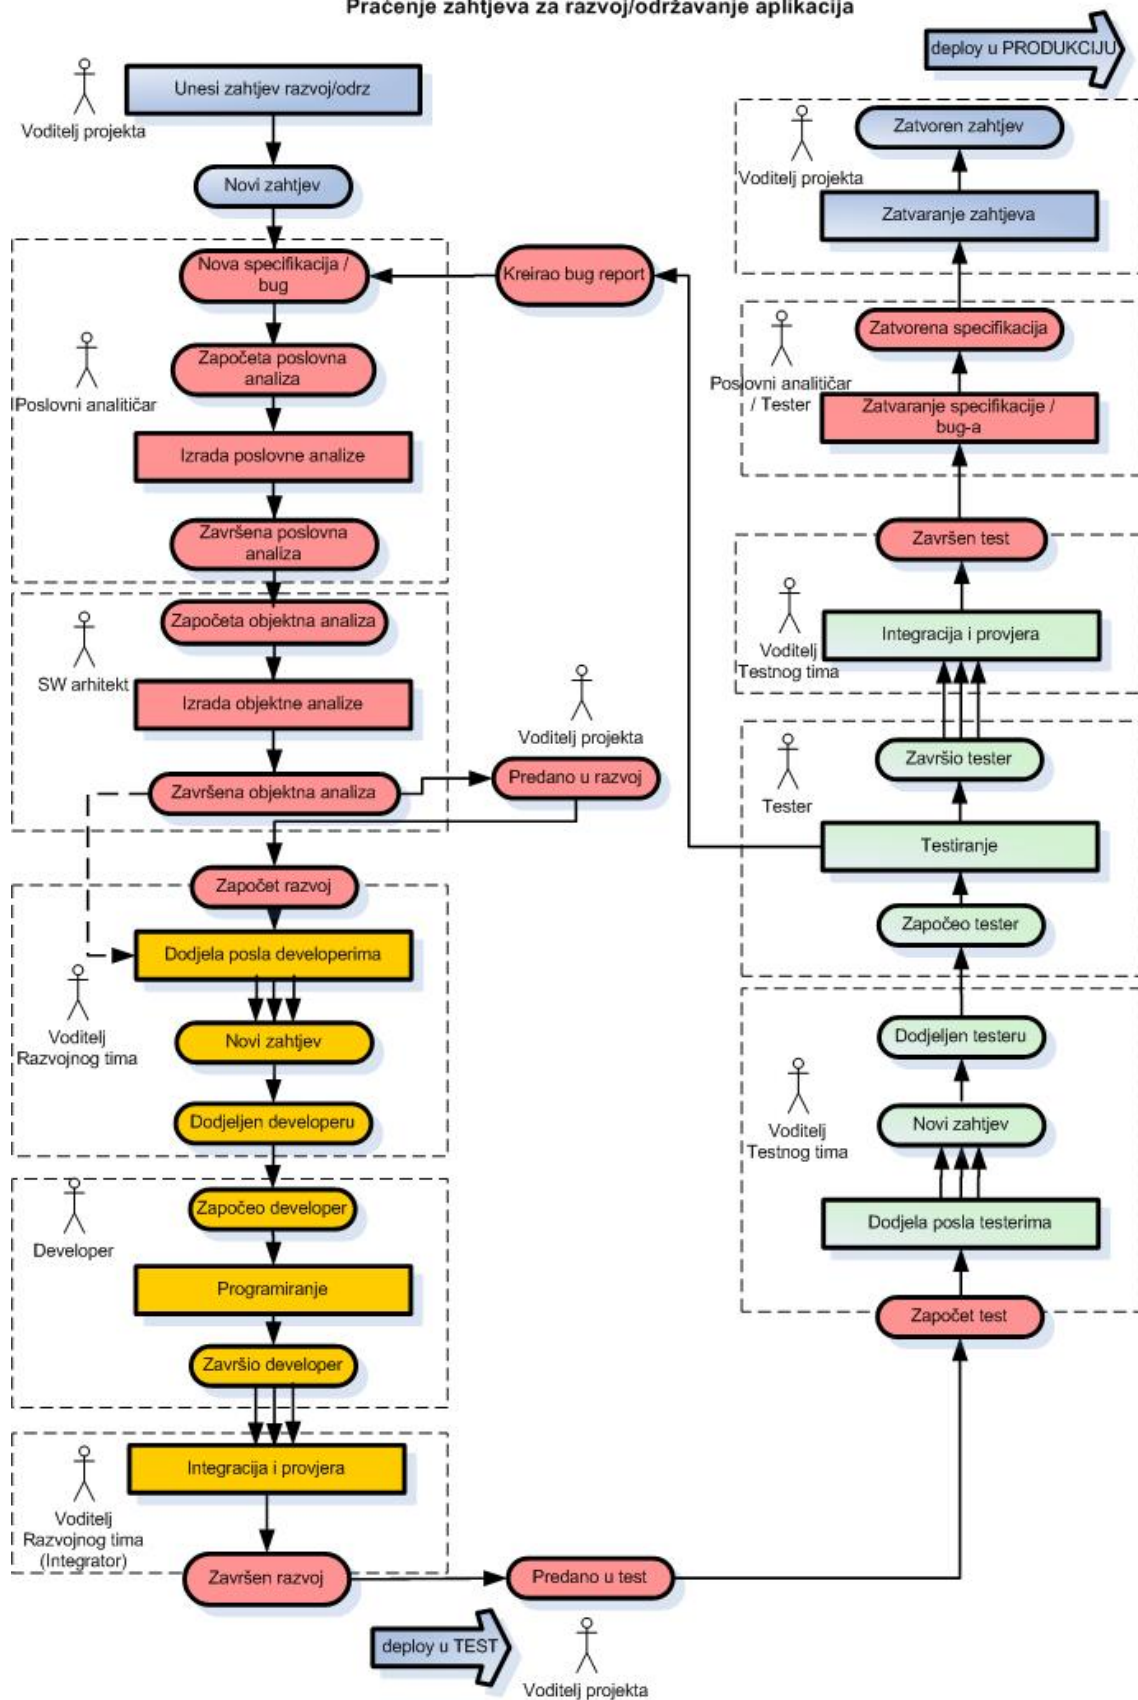 Praćenje zahtjeva za razvoj/održavanje aplikacija
Unesi zahtjev razvoj/odrz
Voditelj projekta
Novi zahtjev
Nova specifikacija /
bug
Kreirao bug report
Započeta poslovna
analiza
Poslovni analitičar
Izrada poslovne analize
Završena poslovna
analiza
Započeta objektna analiza
SW arhitekt
Izrada objektne analize
Voditelj projekta
Završena objektna analiza
Predano u razvoj
Započet razvoj
Dodjela posla developerima
Voditelj
Razvojnog tima
Novi zahtjev
Dodjeljen developeru
Započeo developer
Developer
Programiranje
Završio developer
Integracija i provjera
Voditelj
Razvojnog tima
(Integrator)
Završen razvoj
Predano u test
deploy u TEST
Voditelj projekta
deploy u PRODUKCIJU
Zatvoren zahtjev
Voditelj projekta
Zatvaranje zahtjeva
Zatvorena specifikacija
Poslovni analitičar
/ Tester
Zatvaranje specifikacije /
bug-a
Završen test
Integracija i provjera
Voditelj
Testnog tima
Završio tester
Tester
Testiranje
Započeo tester
Dodjeljen testeru
Novi zahtjev
Voditelj
Testnog tima
Dodjela posla testerima
Započet test